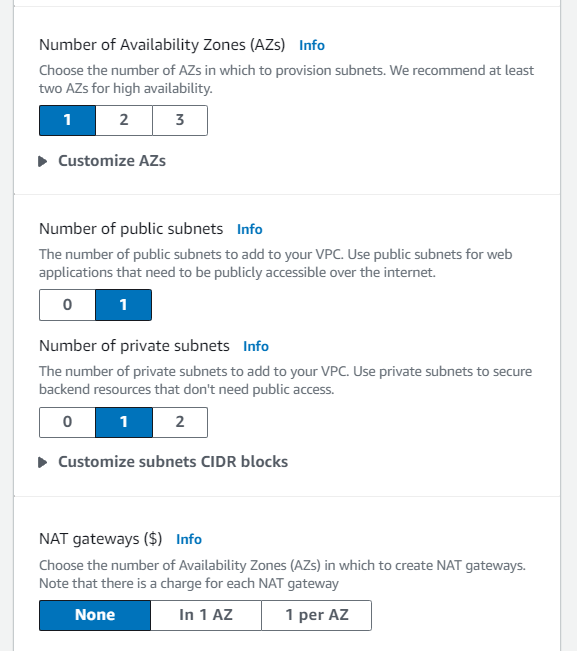 Number of Availability Zones (AZs) Info
Choose the number of AZs in which to provision subnets. We recommend at least
two AZs for high availability.
1 2 3
Customize AZs
Number of public subnets Info
The number of public subnets to add to your VPC. Use public subnets for web
applications that need to be publicly accessible over the internet.
0 1
Number of private subnets Info
The number of private subnets to add to your VPC. Use private subnets to secure
backend resources that don't need public access.
0 1 2
Customize subnets CIDR blocks
NAT gateways ($) Info
Choose the number of Availability Zones (AZs) in which to create NAT gateways.
Note that there is a charge for each NAT gateway
None In 1 AZ 1 per AZ